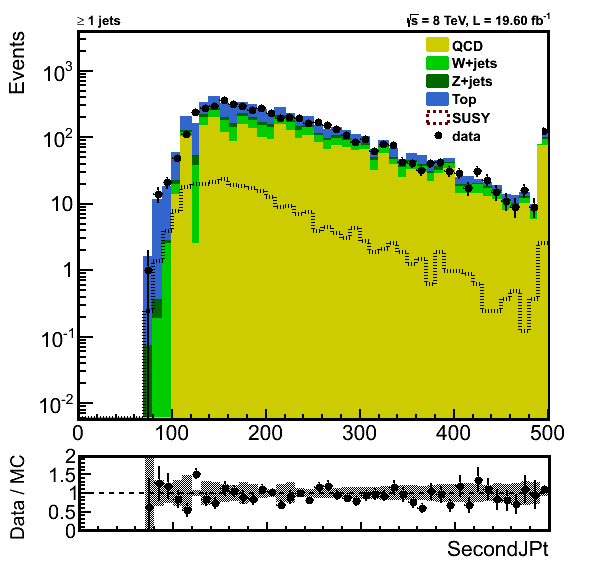 ≥ 1 jets
√s = 8 TeV, L = 19.60 fb⁻¹
Events
QCD
W+jets
Z+jets
Top
SUSY
data
10³
10²
10
1
10⁻¹
10⁻²
0 100 200 300 400 500
Data / MC
2
1.5
1
0.5
0
SecondJPt